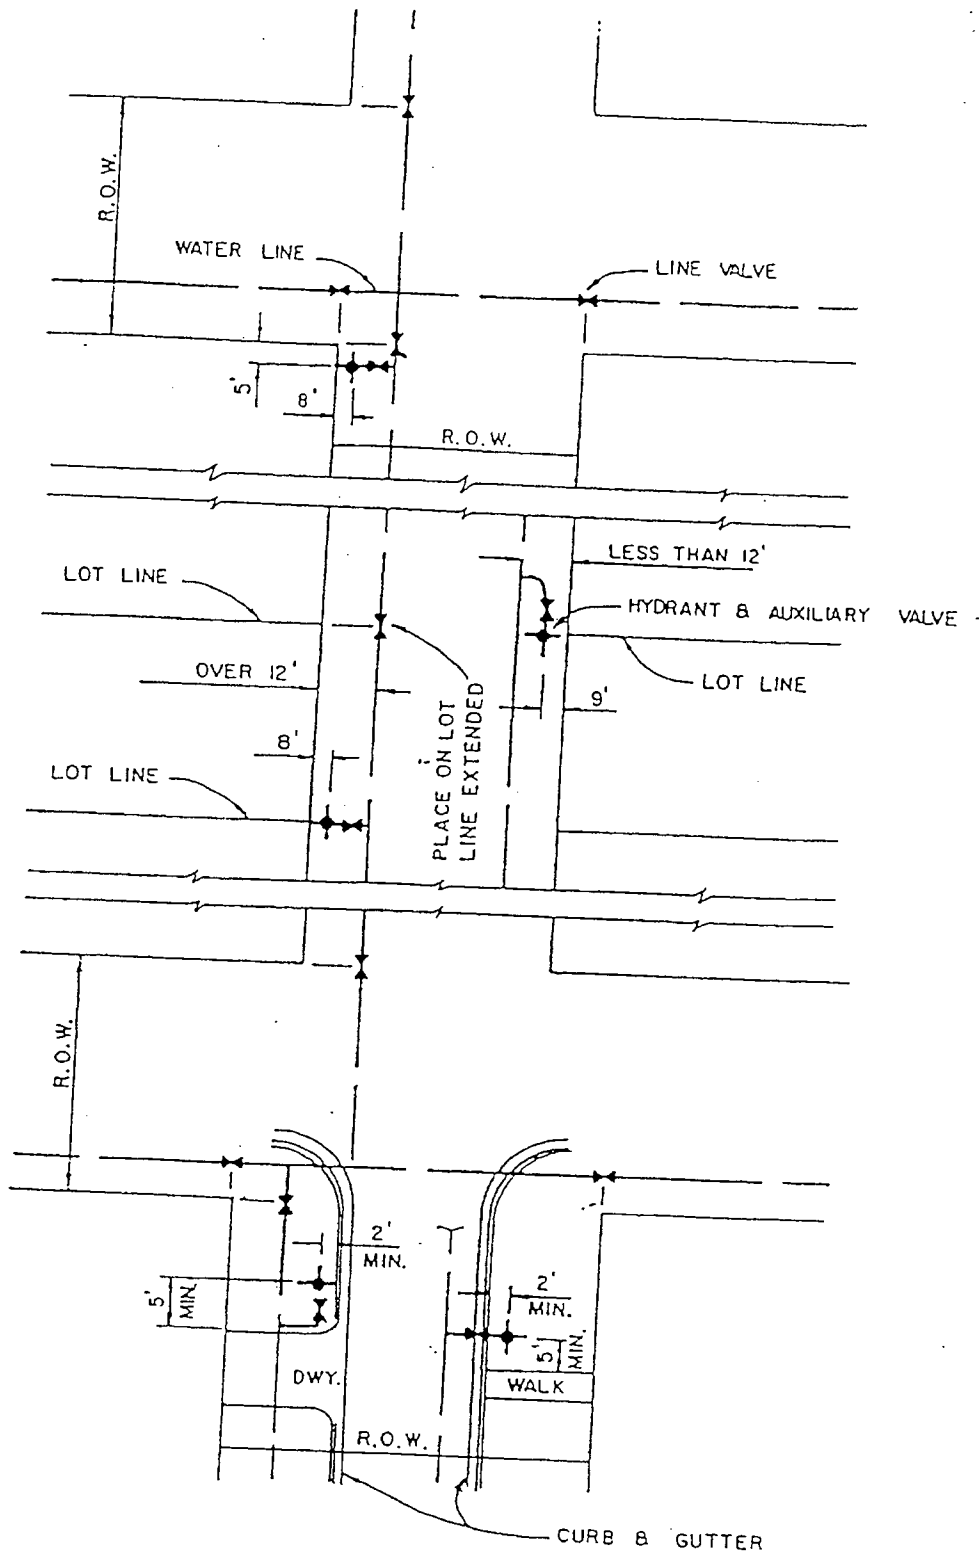 R.O.W.
WATER LINE
LINE VALVE
5'
8'
R.O.W.
LESS THAN 12'
LOT LINE
HYDRANT & AUXILIARY VALVE
OVER 12'
LOT LINE
9'
8'
PLACE ON LOT
LINE EXTENDED
LOT LINE
R.O.W.
2'
MIN.
5'
MIN.
2'
MIN.
5'
MIN.
DWY.
WALK
R.O.W.
CURB & GUTTER